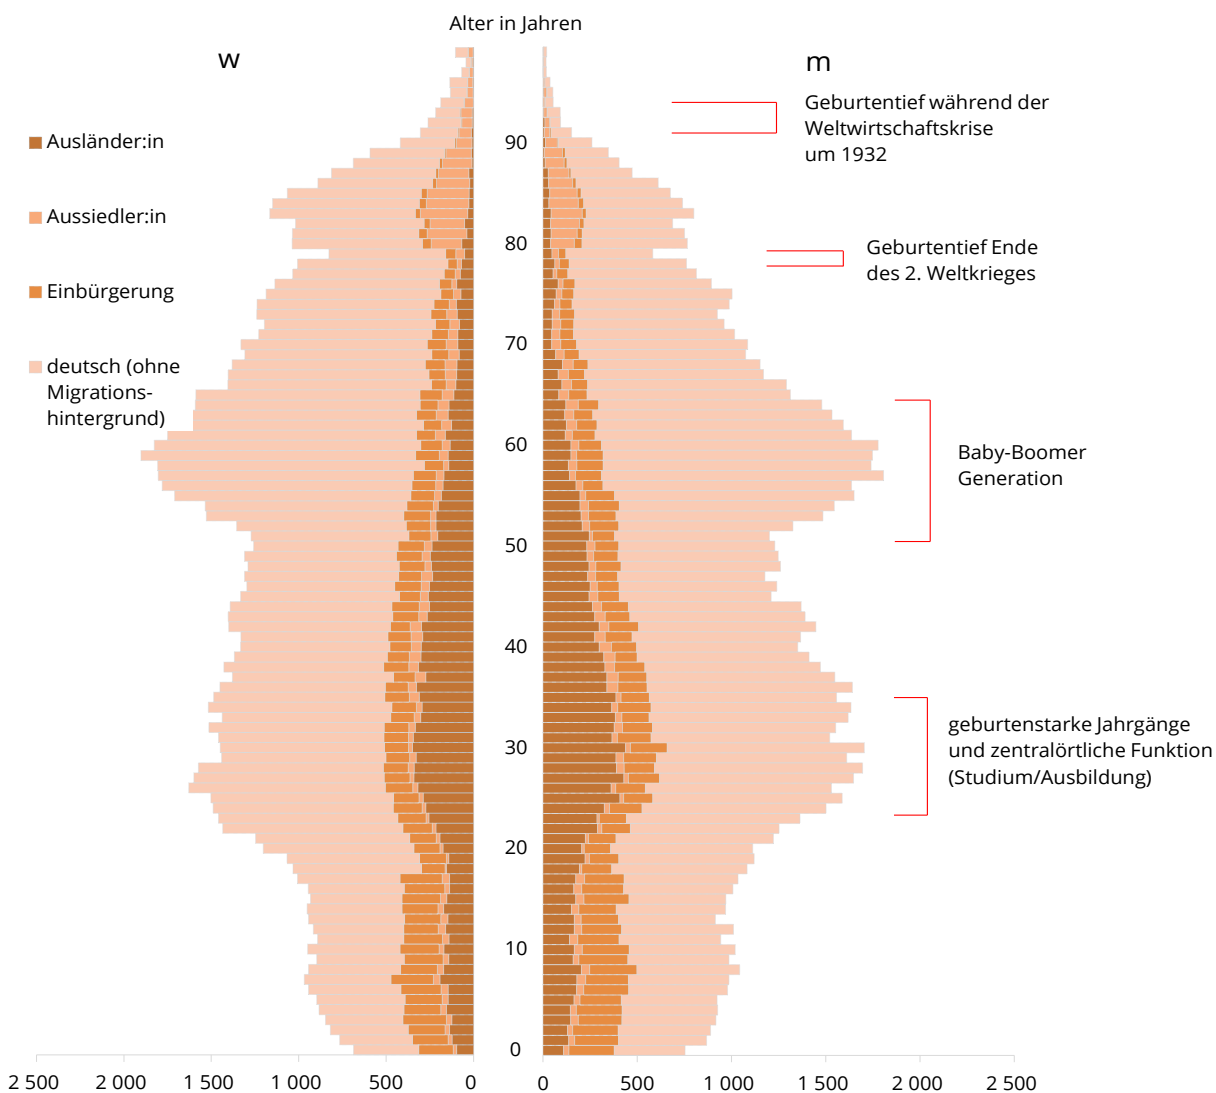 Alter in Jahren
w
m
Ausländer:in
Aussiedler:in
Einbürgerung
deutsch (ohne
Migrations-
hintergrund)
90
80
70
60
50
40
30
20
10
0
Geburtentief während der
Weltwirtschaftskrise
um 1932
Geburtentief Ende
des 2. Weltkrieges
Baby-Boomer
Generation
geburtenstarke Jahrgänge
und zentralörtliche Funktion
(Studium/Ausbildung)
2 500 2 000 1 500 1 000 500 0
0 500 1 000 1 500 2 000 2 500